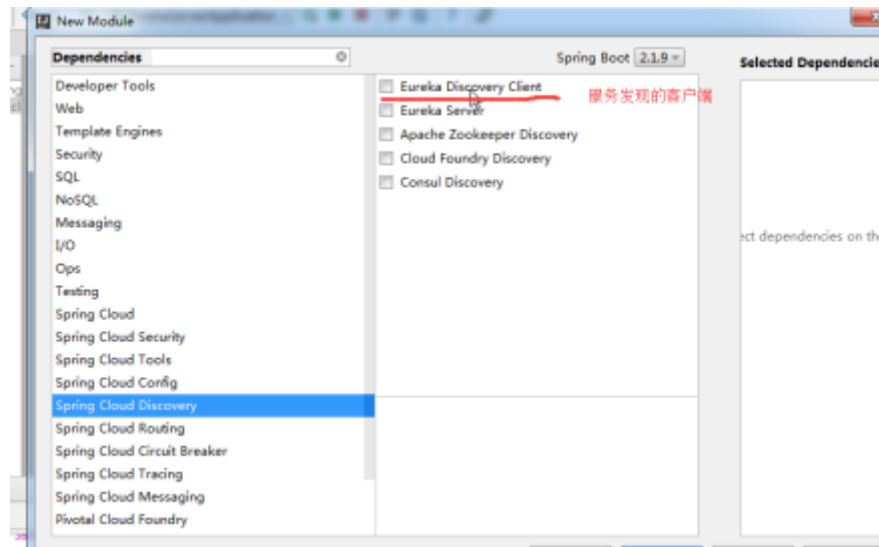 New Module
Dependencies
Spring Boot 2.1.9
Selected Dependencie
Developer Tools
Web
Template Engines
Security
SQL
NoSQL
Messaging
I/O
Ops
Testing
Spring Cloud
Spring Cloud Security
Spring Cloud Tools
Spring Cloud Config
Spring Cloud Discovery
Spring Cloud Routing
Spring Cloud Circuit Breaker
Spring Cloud Tracing
Spring Cloud Messaging
Pivotal Cloud Foundry
Eureka Discovery Client
服务发现的客户端
Eureka Server
Apache Zookeeper Discovery
Cloud Foundry Discovery
Consul Discovery
ect dependencies on th